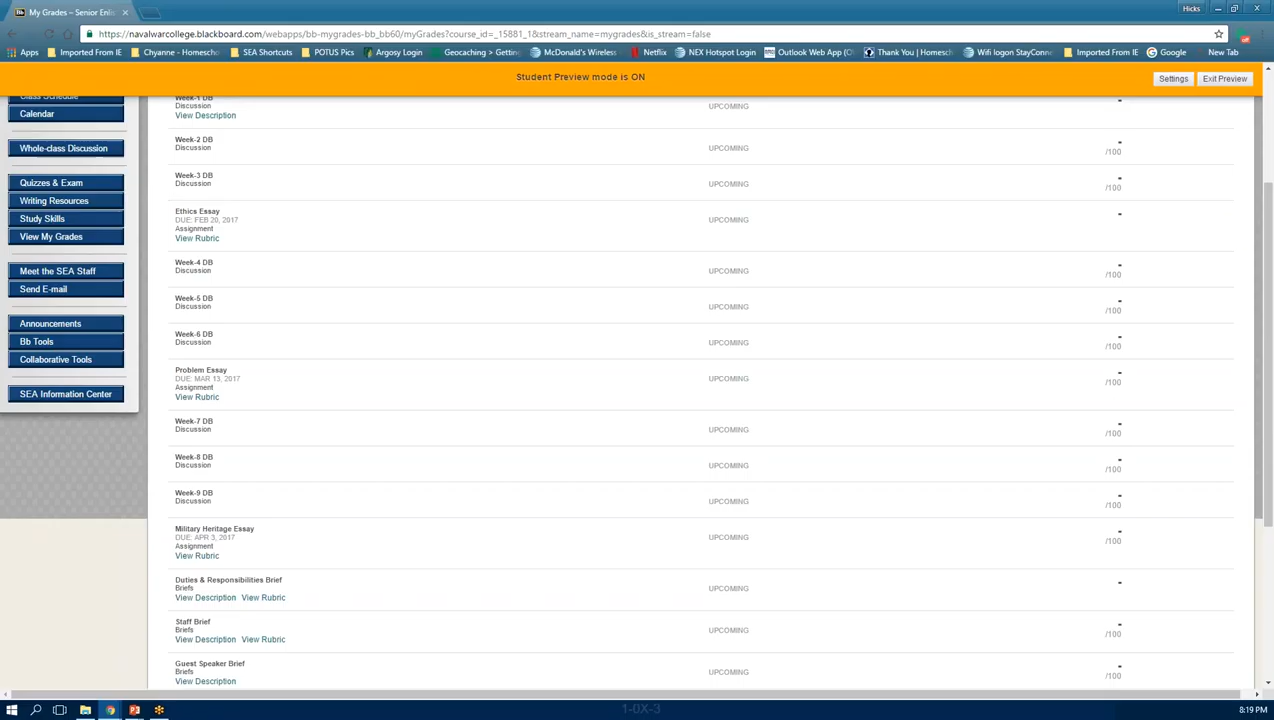 My Grades – Senior Enlis
Hicks
https://navalwarcollege.blackboard.com/webapps/bb-mygrades-bb_bb60/myGrades?course_id=_15881_1&stream_name=mygrades&is_stream=false
Apps Imported From IE Chyanne - Homesch SEA Shortcuts POTUS Pics Argosy Login Geocaching > Getting McDonald's Wireless Netflix NEX Hotspot Login Outlook Web App (O Thank You | Homesch Wifi logon StayConn Imported From IE Google New Tab
Student Preview mode is ON
Settings Exit Preview
Class Schedule
Calendar
Whole-class Discussion
Quizzes & Exam
Writing Resources
Study Skills
View My Grades
Meet the SEA Staff
Send E-mail
Announcements
Bb Tools
Collaborative Tools
SEA Information Center
Week-1 DB
Discussion UPCOMING -
View Description
Week-2 DB -
Discussion UPCOMING /100
Week-3 DB -
Discussion UPCOMING /100
Ethics Essay -
DUE: FEB 20, 2017 UPCOMING
Assignment
View Rubric
Week-4 DB -
Discussion UPCOMING /100
Week-5 DB -
Discussion UPCOMING /100
Week-6 DB -
Discussion UPCOMING /100
Problem Essay -
DUE: MAR 13, 2017 UPCOMING /100
Assignment
View Rubric
Week-7 DB -
Discussion UPCOMING /100
Week-8 DB -
Discussion UPCOMING /100
Week-9 DB -
Discussion UPCOMING /100
Military Heritage Essay -
DUE: APR 3, 2017 UPCOMING /100
Assignment
View Rubric
Duties & Responsibilities Brief -
Briefs UPCOMING
View Description View Rubric
Staff Brief -
Briefs UPCOMING /100
View Description View Rubric
Guest Speaker Brief -
Briefs UPCOMING /100
View Description
1-0X-3
8:19 PM